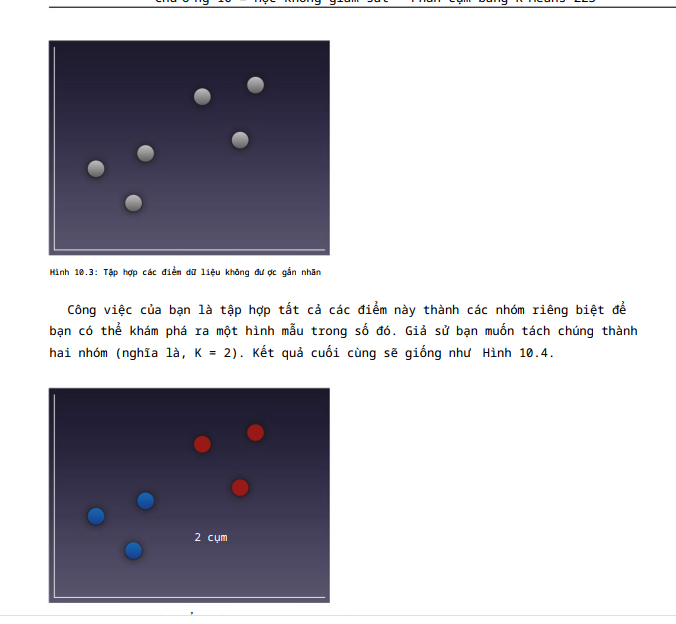 Hình 10.3: Tập hợp các điểm dữ liệu không đư ợc gắn nhãn
Công việc của bạn là tập hợp tất cả các điểm này thành các nhóm riêng biệt để
bạn có thể khám phá ra một hình mẫu trong số đó. Giả sử bạn muốn tách chúng thành
hai nhóm (nghĩa là, K = 2). Kết quả cuối cùng sẽ giống như Hình 10.4.
2 cụm